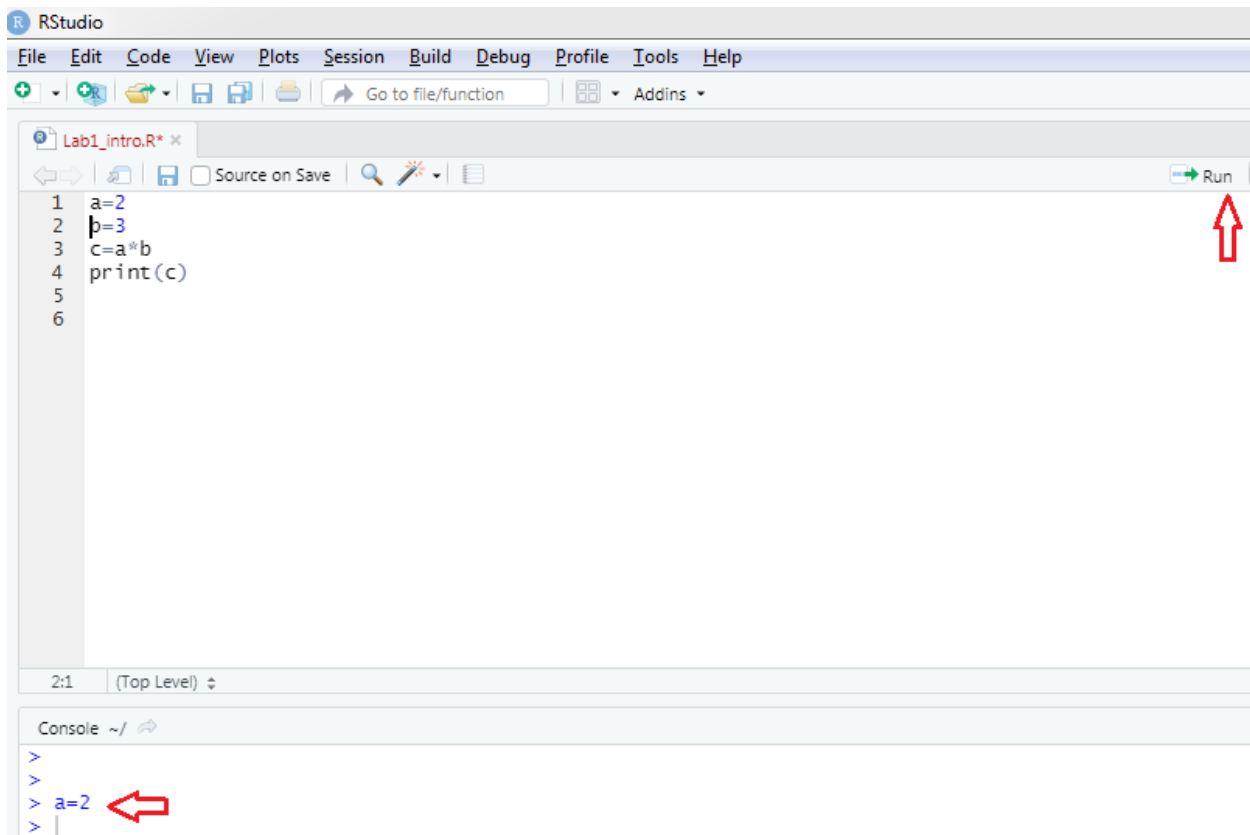 RStudio
File Edit Code View Plots Session Build Debug Profile Tools Help
Go to file/function Addins
Lab1_intro.R*
Source on Save Run
1 a=2
2 b=3
3 c=a*b
4 print(c)
5
6
2:1 (Top Level)
Console ~/
>
>
> a=2
>